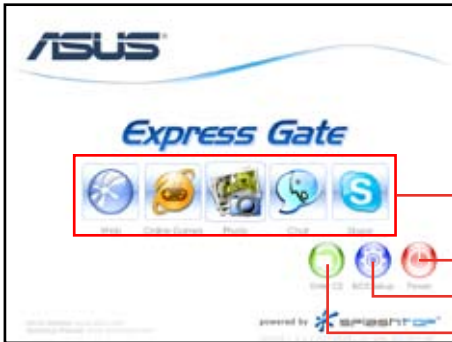 ASUS
Express Gate
Web Online Games Photo Chat Skype
Enter OS BIOS Setup Power
powered by splashtop